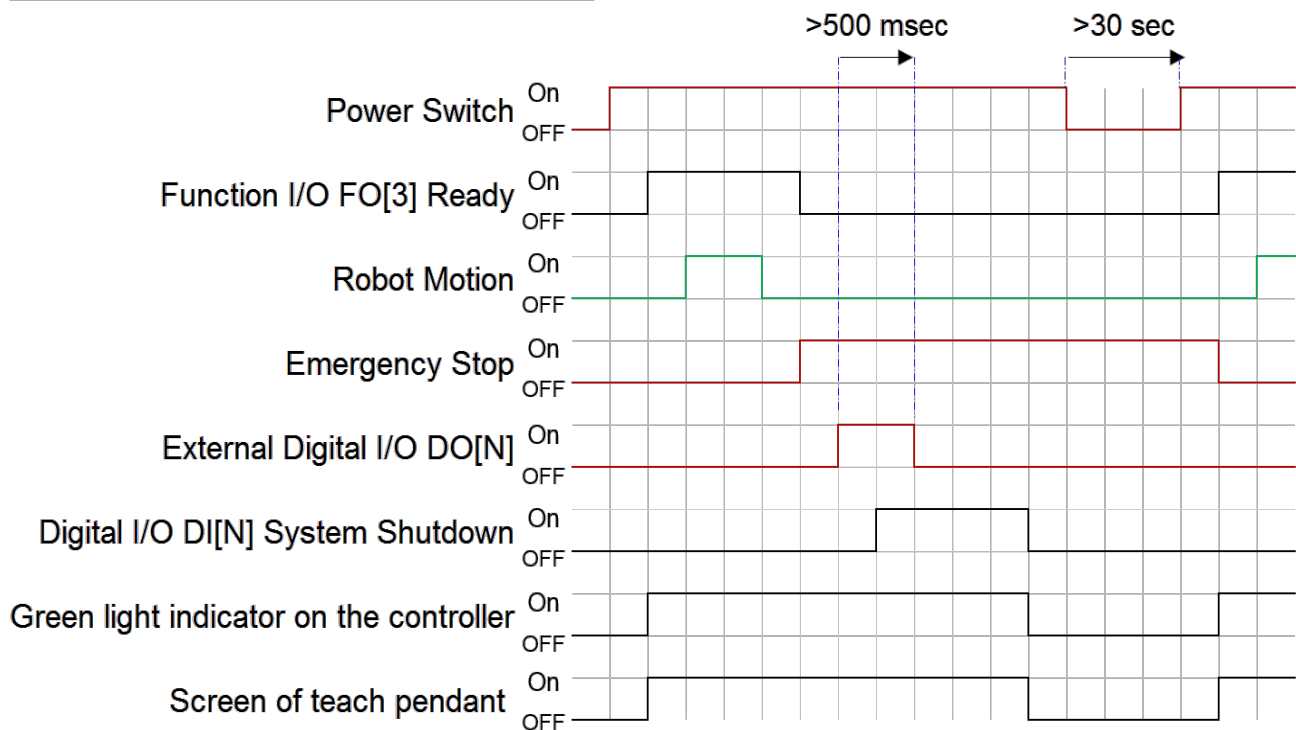 >500 msec >30 sec
Power Switch On
OFF
Function I/O FO[3] Ready On
OFF
Robot Motion On
OFF
Emergency Stop On
OFF
External Digital I/O DO[N] On
OFF
Digital I/O DI[N] System Shutdown On
OFF
Green light indicator on the controller On
OFF
Screen of teach pendant On
OFF